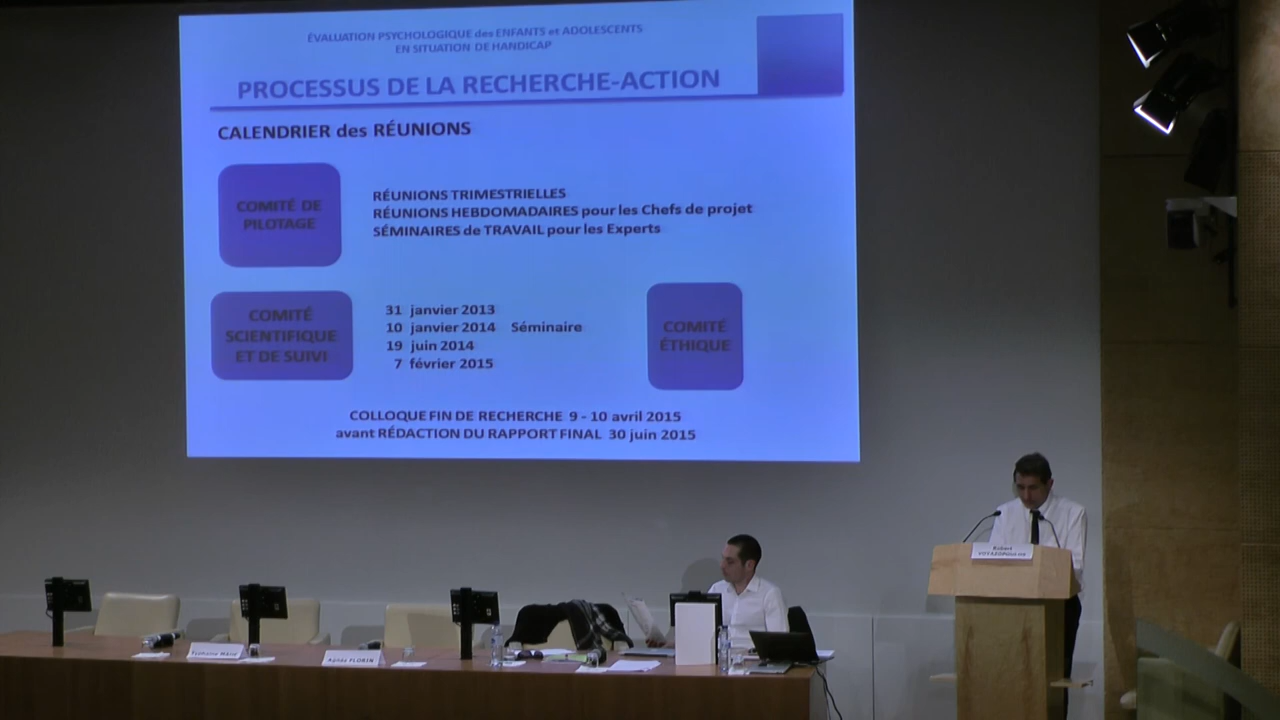 ÉVALUATION PSYCHOLOGIQUE des ENFANTS et ADOLESCENTS
EN SITUATION DE HANDICAP
PROCESSUS DE LA RECHERCHE-ACTION
CALENDRIER des RÉUNIONS
COMITÉ DE
PILOTAGE
RÉUNIONS TRIMESTRIELLES
RÉUNIONS HEBDOMADAIRES pour les Chefs de projet
SÉMINAIRES de TRAVAIL pour les Experts
COMITÉ
SCIENTIFIQUE
ET DE SUIVI
31 janvier 2013
10 janvier 2014 Séminaire
19 juin 2014
7 février 2015
COMITÉ
ÉTHIQUE
COLLOQUE FIN DE RECHERCHE 9 - 10 avril 2015
avant RÉDACTION DU RAPPORT FINAL 30 juin 2015
Robert
Agnès FLORIN